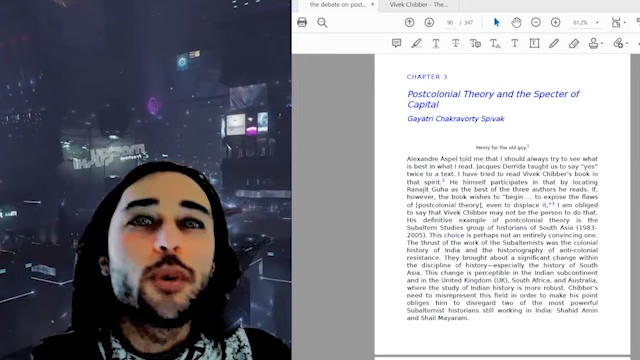 the debate on post...
Vivek Chibber - The...
90 / 347
61.2%
CHAPTER 3
Postcolonial Theory and the Specter of
Capital
Gayatri Chakravorty Spivak
Penny for the old guy.1
Alexandre Aspel told me that I should always try to see what
is best in what I read. Jacques Derrida taught us to say “yes”
twice to a text. I have tried to read Vivek Chibber’s book in
that spirit.2 He himself participates in that by locating
Ranajit Guha as the best of the three authors he reads. If,
however, the book wishes to “begin ... to expose the flaws
of [postcolonial theory], even to displace it,”3 I am obliged
to say that Vivek Chibber may not be the person to do that.
His definitive example of postcolonial theory is the
Subaltern Studies group of historians of South Asia (1983–
2005). This choice is perhaps not an entirely convincing one.
The thrust of the work of the Subalternists was the colonial
history of India and the historiography of anti-colonial
resistance. They brought about a significant change within
the discipline of history—especially the history of South
Asia. This change is perceptible in the Indian subcontinent
and in the United Kingdom (UK), South Africa, and Australia,
where the study of Indian history is more robust. Chibber’s
need to misrepresent this field in order to make his point
obliges him to disregard two of the most powerful
Subalternist historians still working in India: Shahid Amin
and Shail Mayaram.